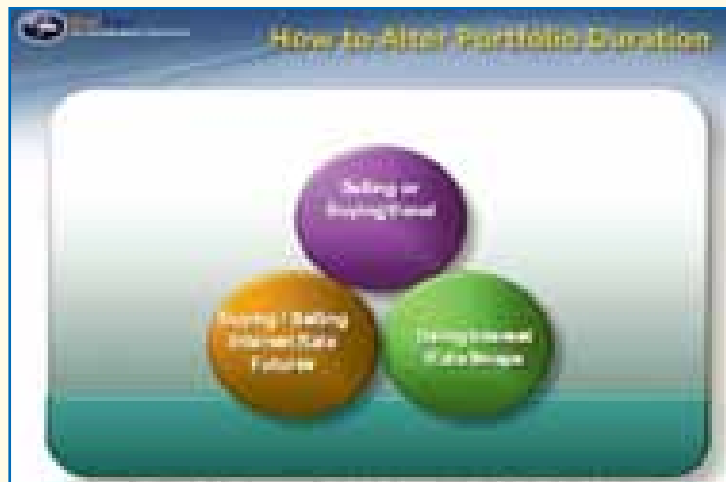 How to Alter Portfolio Duration
Selling or
Buying Bond
Buying / Selling
Interest Rate
Futures
Using Interest
Rate Swaps